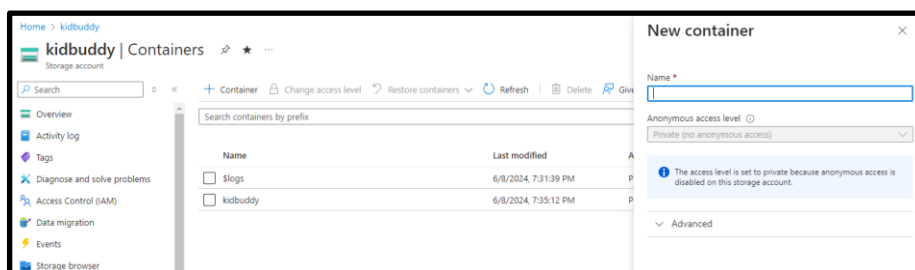 Home > kidbuddy
kidbuddy | Containers
Storage account
Search
Overview
Activity log
Tags
Diagnose and solve problems
Access Control (IAM)
Data migration
Events
Storage browser
+ Container Change access level Restore containers Refresh Delete Give
Search containers by prefix
Name Last modified A
$logs 6/8/2024, 7:31:39 PM P
kidbuddy 6/8/2024, 7:35:12 PM P
New container
Name *
Anonymous access level
Private (no anonymous access)
The access level is set to private because anonymous access is
disabled on this storage account.
Advanced